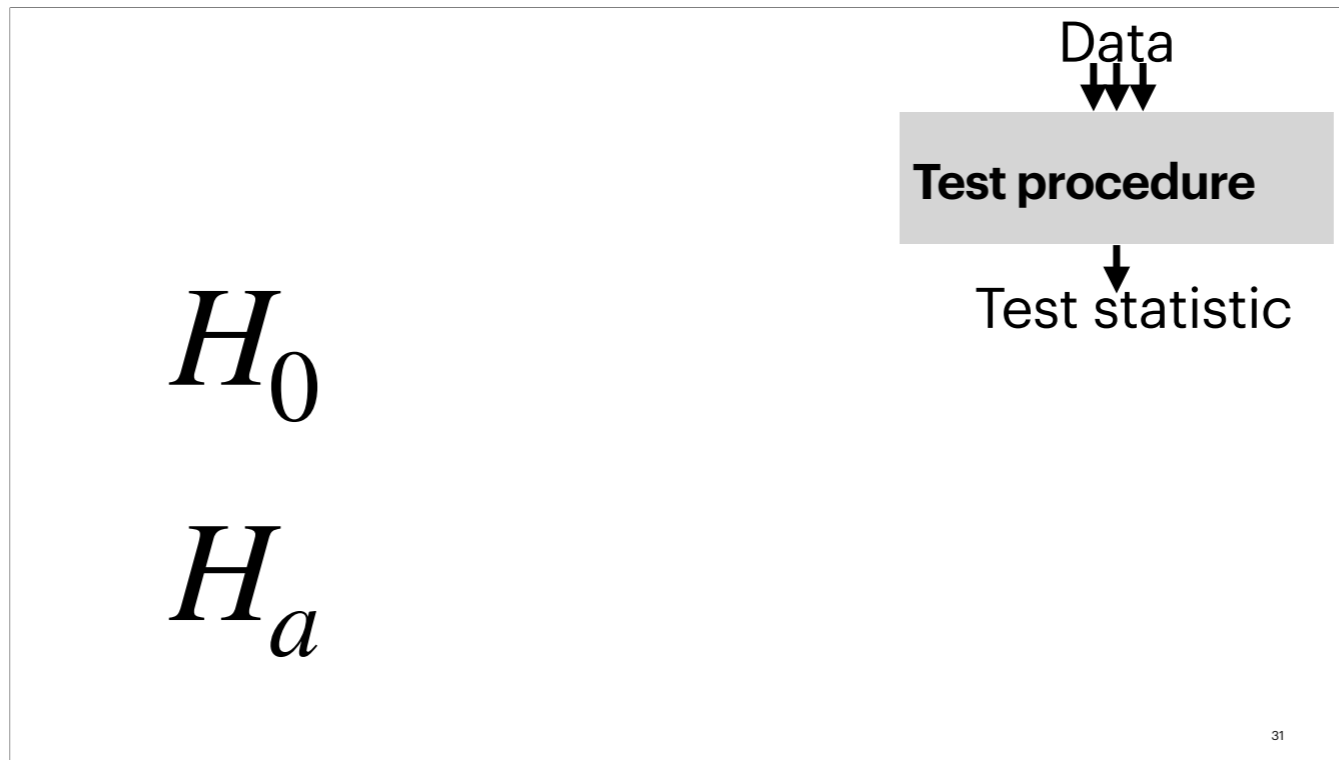 Data
Test procedure
Test statistic
H₀
Hₐ
31